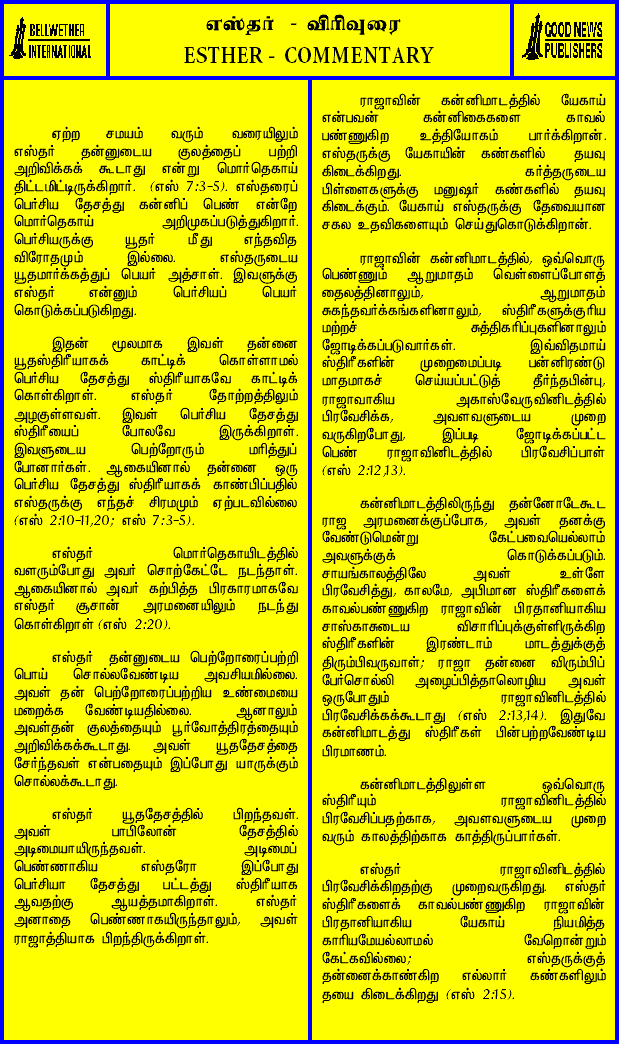 BELLWETHER
INTERNATIONAL
எஸ்தர் - விரிவுரை
ESTHER - COMMENTARY
GOOD NEWS
PUBLISHERS
ஏற்ற சமயம் வரும் வரையிலும்
எஸ்தர் தன்னுடைய குலத்தைப் பற்றி
அறிவிக்கக் கூடாது என்று மொர்தெகாய்
திட்டமிட்டிருக்கிறார். (எஸ் 7:3-5). எஸ்தரைப்
பெர்சிய தேசத்து கன்னிப் பெண் என்றே
மொர்தெகாய் அறிமுகப்படுத்துகிறார்.
பெர்சியருக்கு யூதர் மீது எந்தவித
விரோதமும் இல்லை. எஸ்தருடைய
யூதமார்க்கத்துப் பெயர் அத்சாள். இவளுக்கு
எஸ்தர் என்னும் பெர்சியப் பெயர்
கொடுக்கப்படுகிறது.
இதன் மூலமாக இவள் தன்னை
யூதஸ்திரீயாகக் காட்டிக் கொள்ளாமல்
பெர்சிய தேசத்து ஸ்திரீயாகவே காட்டிக்
கொள்கிறாள். எஸ்தர் தோற்றத்திலும்
அழகுள்ளவள். இவள் பெர்சிய தேசத்து
ஸ்திரீயைப் போலவே இருக்கிறாள்.
இவளுடைய பெற்றோரும் மரித்துப்
போனார்கள். ஆகையினால் தன்னை ஒரு
பெர்சிய தேசத்து ஸ்திரீயாகக் காண்பிப்பதில்
எஸ்தருக்கு எந்தச் சிரமமும் ஏற்படவில்லை
(எஸ் 2:10-11,20; எஸ் 7:3-5).
எஸ்தர் மொர்தெகாயிடத்தில்
வளரும்போது அவர் சொற்கேட்டே நடந்தாள்.
ஆகையினால் அவர் கற்பித்த பிரகாரமாகவே
எஸ்தர் சூசான் அரமனையிலும் நடந்து
கொள்கிறாள் (எஸ் 2:20).
எஸ்தர் தன்னுடைய பெற்றோரைப்பற்றி
பொய் சொல்லவேண்டிய அவசியமில்லை.
அவள் தன் பெற்றோரைப்பற்றிய உண்மையை
மறைக்க வேண்டியதில்லை. ஆனாலும்
அவள்தன் குலத்தையும் பூர்வோத்திரத்தையும்
அறிவிக்கக்கூடாது. அவள் யூததேசத்தை
சேர்ந்தவள் என்பதையும் இப்போது யாருக்கும்
சொல்லக்கூடாது.
எஸ்தர் யூததேசத்தில் பிறந்தவள்.
அவள் பாபிலோன் தேசத்தில்
அடிமையாயிருந்தவள். அடிமைப்
பெண்ணாகிய எஸ்தரோ இப்போது
பெர்சியா தேசத்து பட்டத்து ஸ்திரீயாக
ஆவதற்கு ஆயத்தமாகிறாள். எஸ்தர்
அனாதை பெண்ணாகயிருந்தாலும், அவள்
ராஜாத்தியாக பிறந்திருக்கிறாள்.
ராஜாவின் கன்னிமாடத்தில் யேகாய்
என்பவன் கன்னிகைகளை காவல்
பண்ணுகிற உத்தியோகம் பார்க்கிறான்.
எஸ்தருக்கு யேகாயின் கண்களில் தயவு
கிடைக்கிறது. கர்த்தருடைய
பிள்ளைகளுக்கு மனுஷர் கண்களில் தயவு
கிடைக்கும். யேகாய் எஸ்தருக்கு தேவையான
சகல உதவிகளையும் செய்துகொடுக்கிறான்.
ராஜாவின் கன்னிமாடத்தில், ஒவ்வொரு
பெண்ணும் ஆறுமாதம் வெள்ளைப்போளத்
தைலத்தினாலும், ஆறுமாதம்
சுகந்தவர்க்கங்களினாலும், ஸ்திரீகளுக்குரிய
மற்றச் சுத்திகரிப்புகளினாலும்
ஜோடிக்கப்படுவார்கள். இவ்விதமாய்
ஸ்திரீகளின் முறைமைப்படி பன்னிரண்டு
மாதமாகச் செய்யப்பட்டுத் தீர்ந்தபின்பு,
ராஜாவாகிய அகாஸ்வேருவினிடத்தில்
பிரவேசிக்க, அவளவளுடைய முறை
வருகிறபோது, இப்படி ஜோடிக்கப்பட்ட
பெண் ராஜாவினிடத்தில் பிரவேசிப்பாள்
(எஸ் 2:12,13).
கன்னிமாடத்திலிருந்து தன்னோடேகூட
ராஜ அரமனைக்குப்போக, அவள் தனக்கு
வேண்டுமென்று கேட்பவையெல்லாம்
அவளுக்குக் கொடுக்கப்படும்.
சாயங்காலத்திலே அவள் உள்ளே
பிரவேசித்து, காலமே, அபிமான ஸ்திரீகளைக்
காவல்பண்ணுகிற ராஜாவின் பிரதானியாகிய
சாஸ்காசுடைய விசாரிப்புக்குள்ளிருக்கிற
ஸ்திரீகளின் இரண்டாம் மாடத்துக்குத்
திரும்பிவருவாள்; ராஜா தன்னை விரும்பிப்
பேர்சொல்லி அழைப்பித்தாலொழிய அவள்
ஒருபோதும் ராஜாவினிடத்தில்
பிரவேசிக்கக்கூடாது (எஸ் 2:13,14). இதுவே
கன்னிமாடத்து ஸ்திரீகள் பின்பற்றவேண்டிய
பிரமாணம்.
கன்னிமாடத்திலுள்ள ஒவ்வொரு
ஸ்திரீயும் ராஜாவினிடத்தில்
பிரவேசிப்பதற்காக, அவளவளுடைய முறை
வரும் காலத்திற்காக காத்திருப்பார்கள்.
எஸ்தர் ராஜாவினிடத்தில்
பிரவேசிக்கிறதற்கு முறைவருகிறது. எஸ்தர்
ஸ்திரீகளைக் காவல்பண்ணுகிற ராஜாவின்
பிரதானியாகிய யேகாய் நியமித்த
காரியமேயல்லாமல் வேறொன்றும்
கேட்கவில்லை; எஸ்தருக்குத்
தன்னைக்காண்கிற எல்லார் கண்களிலும்
தயை கிடைக்கிறது (எஸ் 2:15).